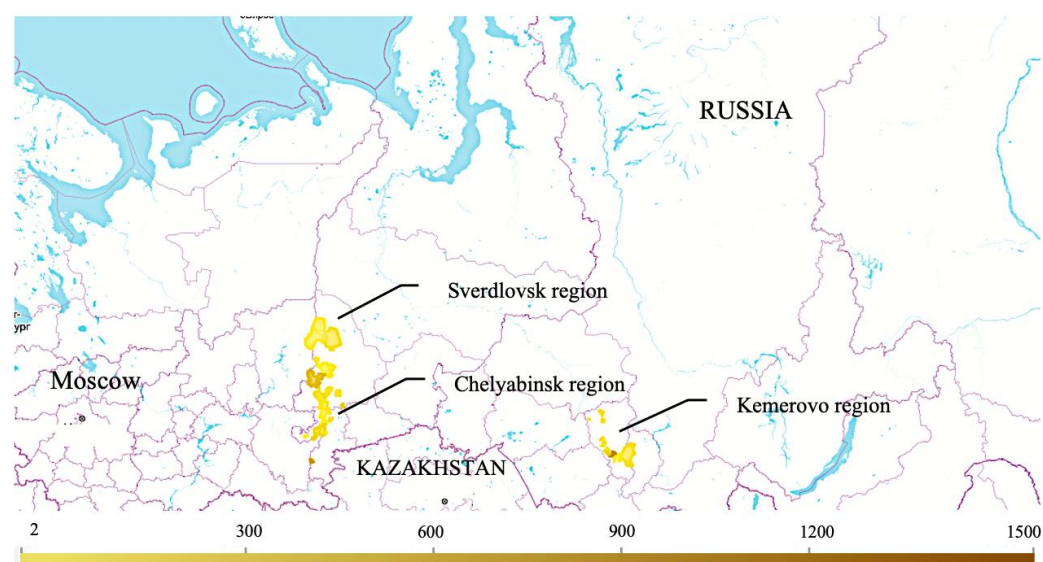 RUSSIA
Sverdlovsk region
Moscow
Chelyabinsk region
Kemerovo region
KAZAKHSTAN
2 300 600 900 1200 1500